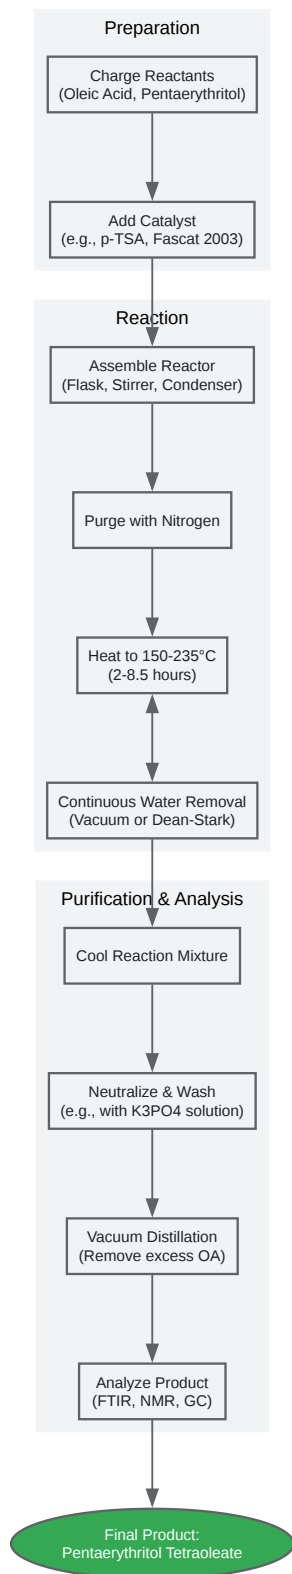 Preparation
Charge Reactants
(Oleic Acid, Pentaerythritol)
Add Catalyst
(e.g., p-TSA, Fascat 2003)
Reaction
Assemble Reactor
(Flask, Stirrer, Condenser)
Purge with Nitrogen
Heat to 150-235°C
(2-8.5 hours)
Continuous Water Removal
(Vacuum or Dean-Stark)
Purification & Analysis
Cool Reaction Mixture
Neutralize & Wash
(e.g., with K3PO4 solution)
Vacuum Distillation
(Remove excess OA)
Analyze Product
(FTIR, NMR, GC)
Final Product:
Pentaerythritol Tetraoleate